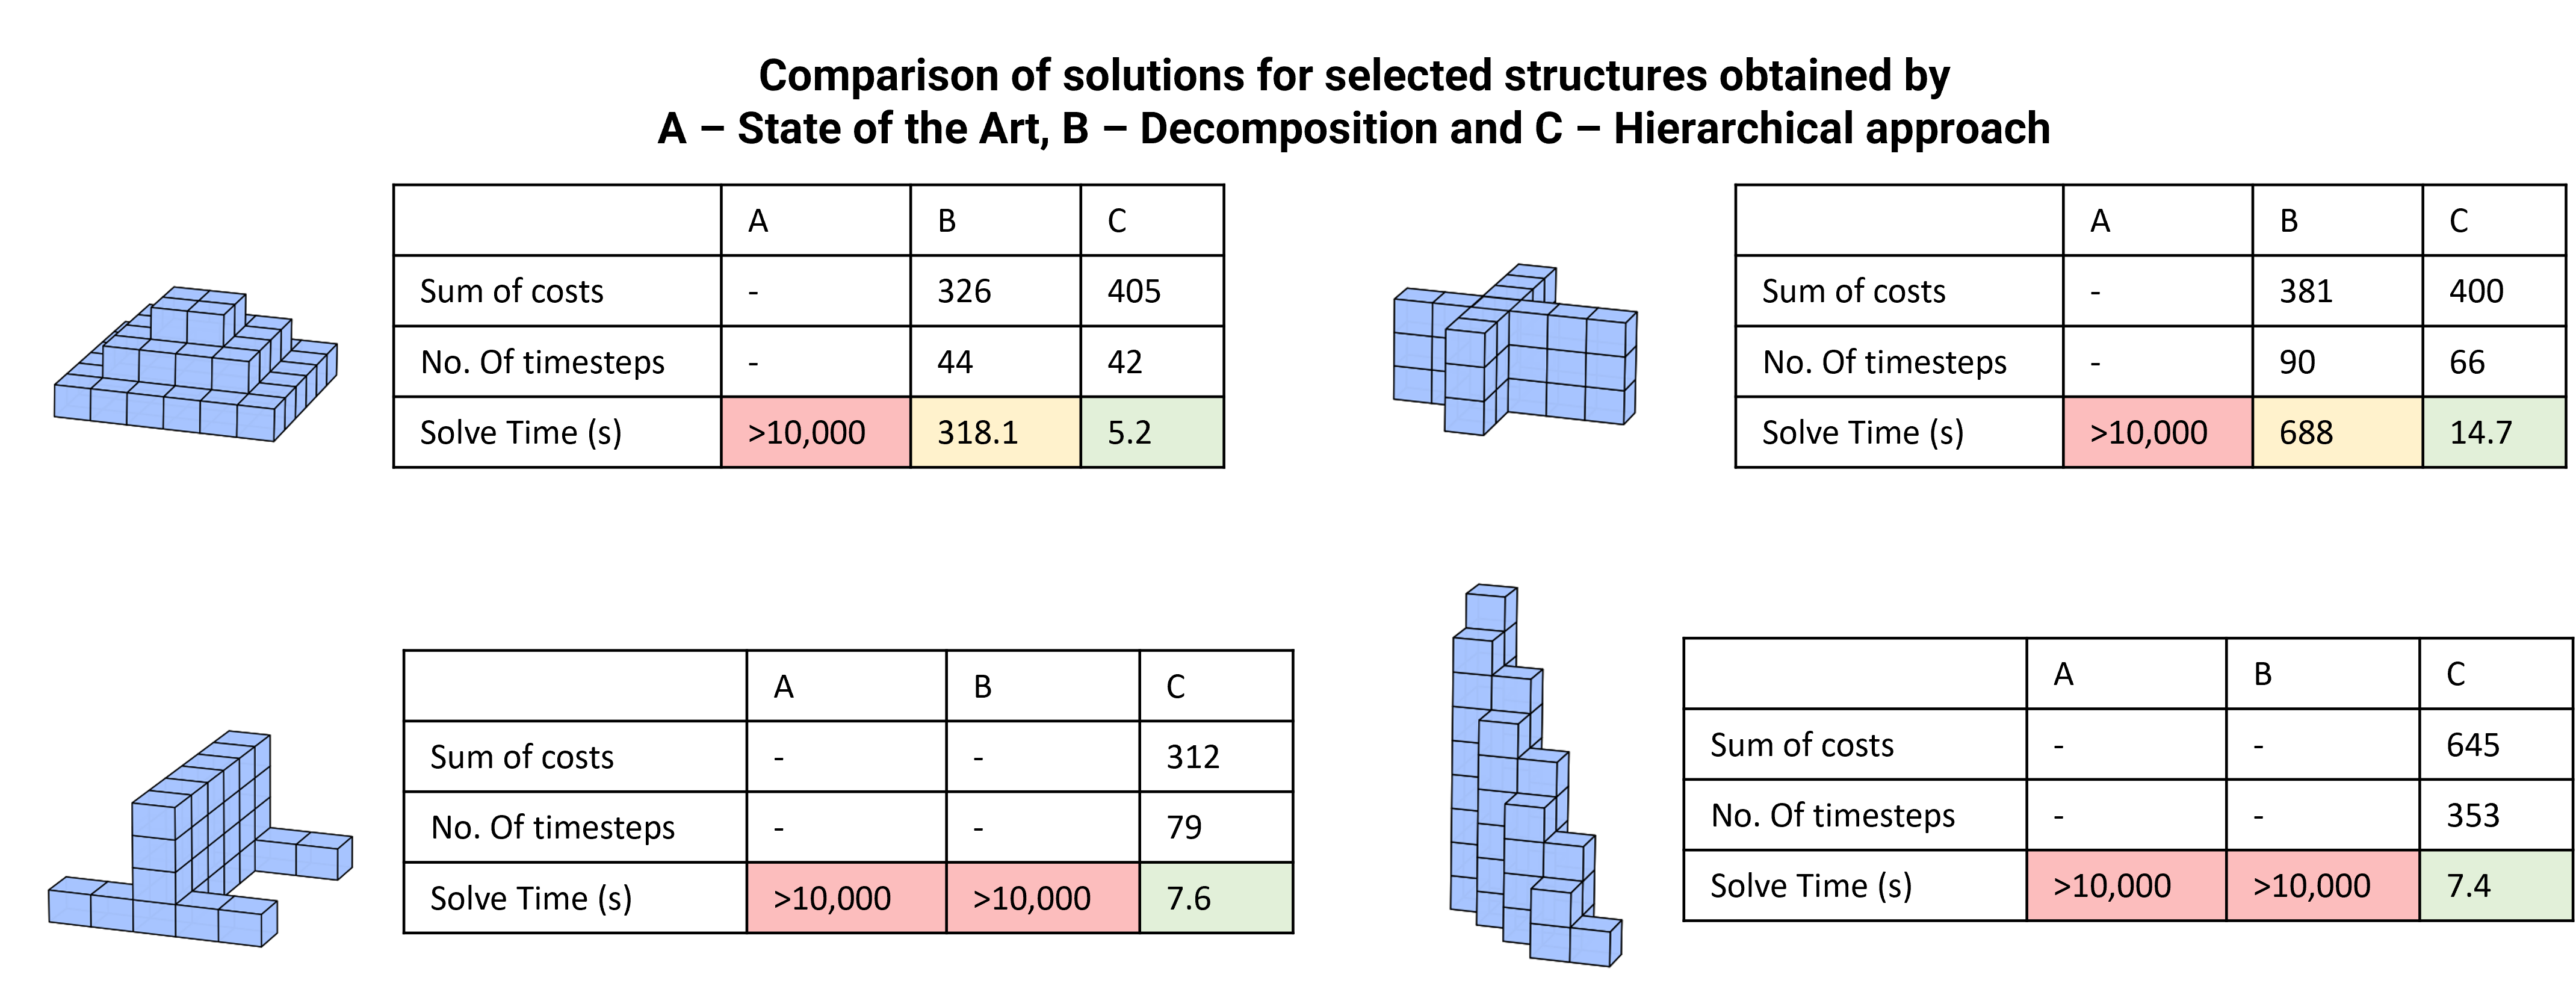 Comparison of solutions for selected structures obtained by
A – State of the Art, B – Decomposition and C – Hierarchical approach
A B C
Sum of costs - 326 405
No. Of timesteps - 44 42
Solve Time (s) >10,000 318.1 5.2
A B C
Sum of costs - 381 400
No. Of timesteps - 90 66
Solve Time (s) >10,000 688 14.7
A B C
Sum of costs - - 312
No. Of timesteps - - 79
Solve Time (s) >10,000 >10,000 7.6
A B C
Sum of costs - - 645
No. Of timesteps - - 353
Solve Time (s) >10,000 >10,000 7.4